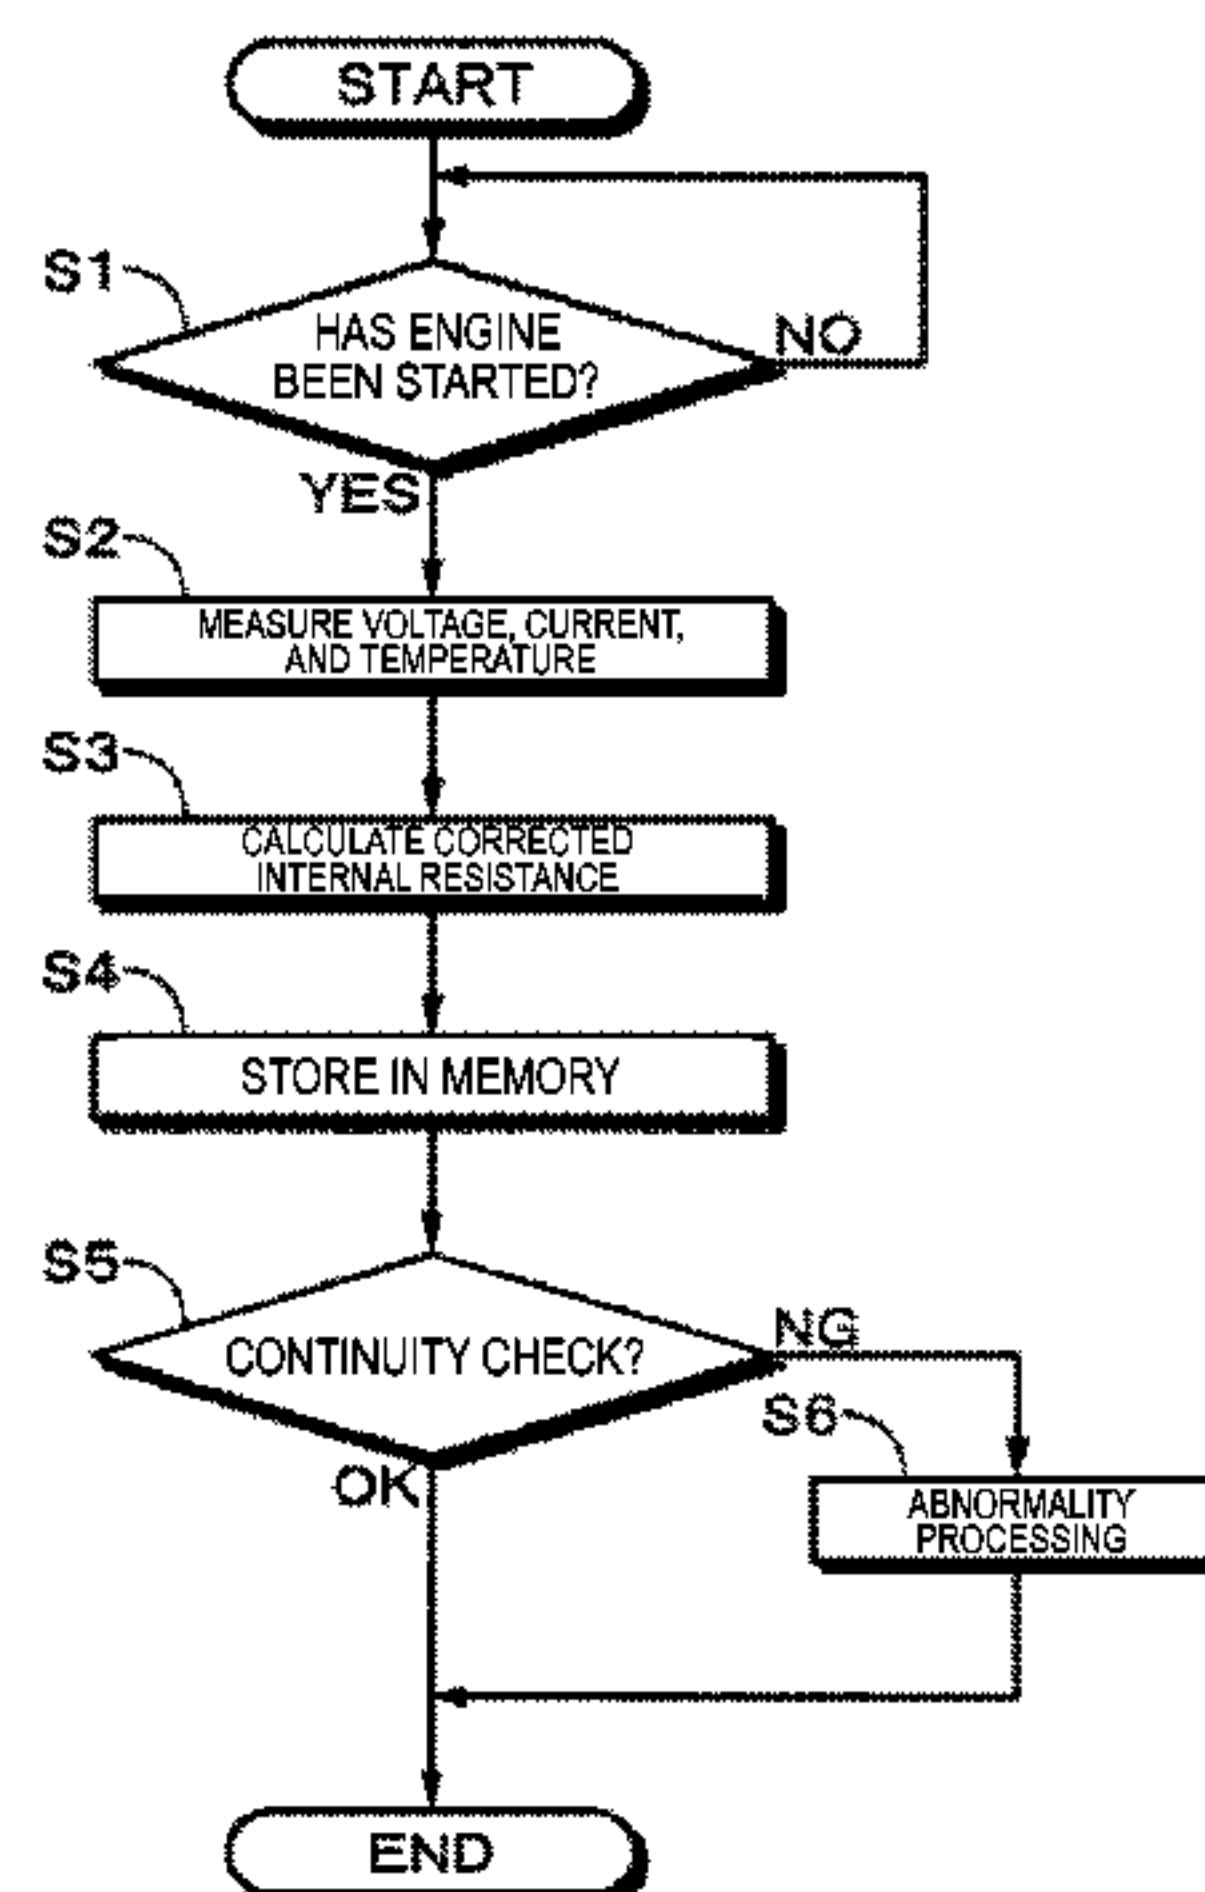 START
S1
HAS ENGINE
BEEN STARTED?
NO
YES
S2
MEASURE VOLTAGE, CURRENT,
AND TEMPERATURE
S3
CALCULATE CORRECTED
INTERNAL RESISTANCE
S4
STORE IN MEMORY
S5
CONTINUITY CHECK?
NG
OK
S6
ABNORMALITY
PROCESSING
END